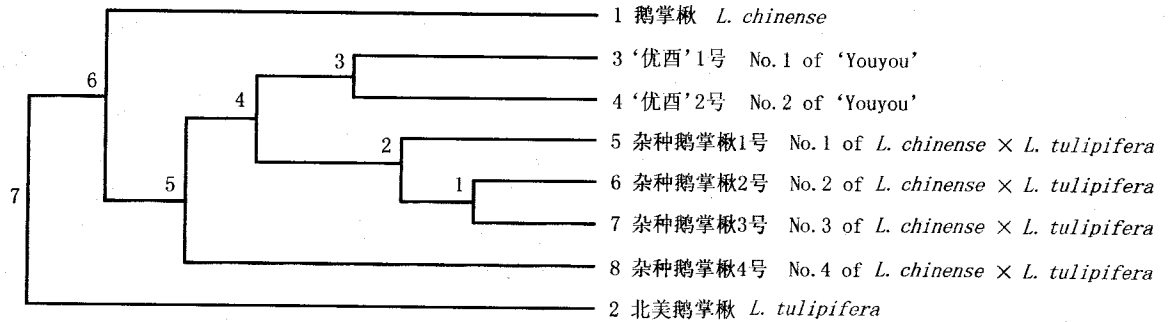 1 鹅掌楸 L. chinense
3 ‘优酉’1号 No.1 of ‘Youyou’
3
6
4 ‘优酉’2号 No.2 of ‘Youyou’
4
5 杂种鹅掌楸1号 No.1 of L. chinense × L. tulipifera
2
6 杂种鹅掌楸2号 No.2 of L. chinense × L. tulipifera
7
5
1
7 杂种鹅掌楸3号 No.3 of L. chinense × L. tulipifera
8 杂种鹅掌楸4号 No.4 of L. chinense × L. tulipifera
2 北美鹅掌楸 L. tulipifera